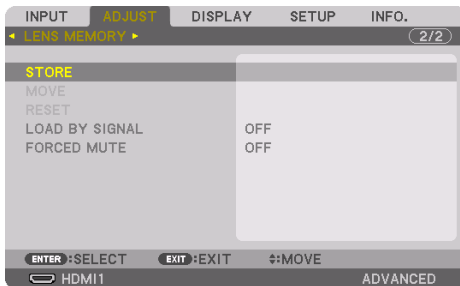 INPUT ADJUST DISPLAY SETUP INFO.
◂ LENS MEMORY ▸ 2/2
STORE
MOVE
RESET
LOAD BY SIGNAL OFF
FORCED MUTE OFF
ENTER :SELECT EXIT :EXIT ⬍:MOVE
HDMI1 ADVANCED